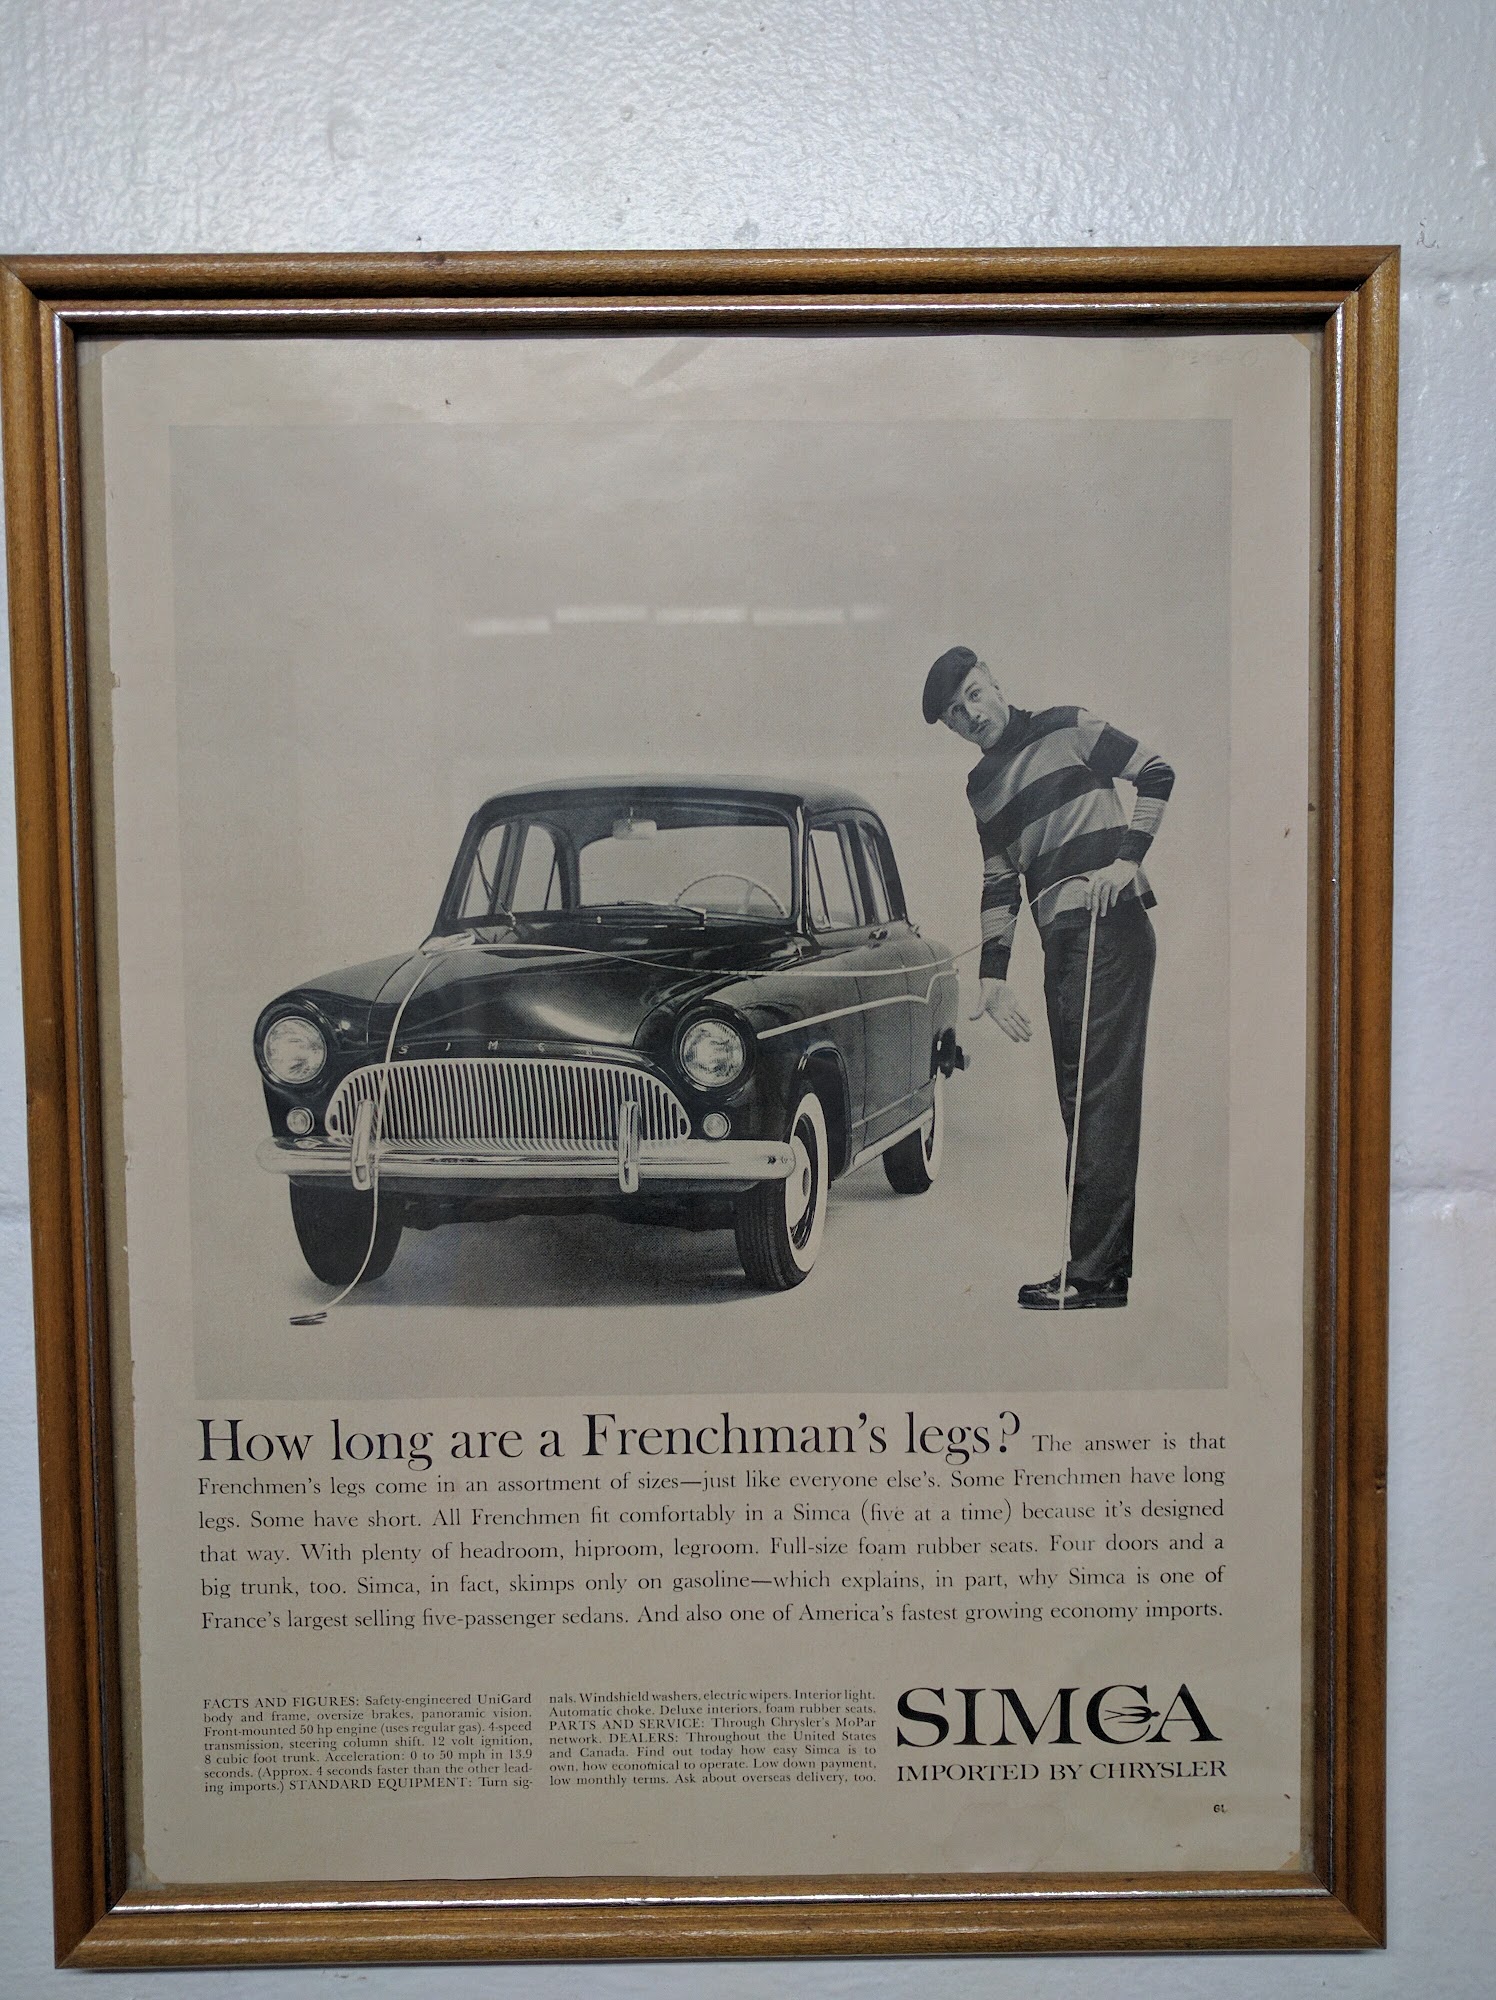 SIMCA
How long are a Frenchman's legs? The answer is that
Frenchmen's legs come in an assortment of sizes—just like everyone else's. Some Frenchmen have long
legs. Some have short. All Frenchmen fit comfortably in a Simca (five at a time) because it's designed
that way. With plenty of headroom, hiproom, legroom. Full-size foam rubber seats. Four doors and a
big trunk, too. Simca, in fact, skimps only on gasoline—which explains, in part, why Simca is one of
France's largest selling five-passenger sedans. And also one of America's fastest growing economy imports.
FACTS AND FIGURES: Safety-engineered UniGard
body and frame, oversize brakes, panoramic vision.
Front-mounted 50 hp engine (uses regular gas). 4-speed
transmission, steering column shift. 12 volt ignition,
8 cubic foot trunk. Acceleration: 0 to 50 mph in 13.9
seconds. (Approx. 4 seconds faster than the other lead-
ing imports.) STANDARD EQUIPMENT: Turn sig-
nals. Windshield washers, electric wipers. Interior light.
Automatic choke. Deluxe interiors, foam rubber seats.
PARTS AND SERVICE: Through Chrysler's MoPar
network. DEALERS: Throughout the United States
and Canada. Find out today how easy Simca is to
own, how economical to operate. Low down payment,
low monthly terms. Ask about overseas delivery, too.
SIMCA
IMPORTED BY CHRYSLER
GL